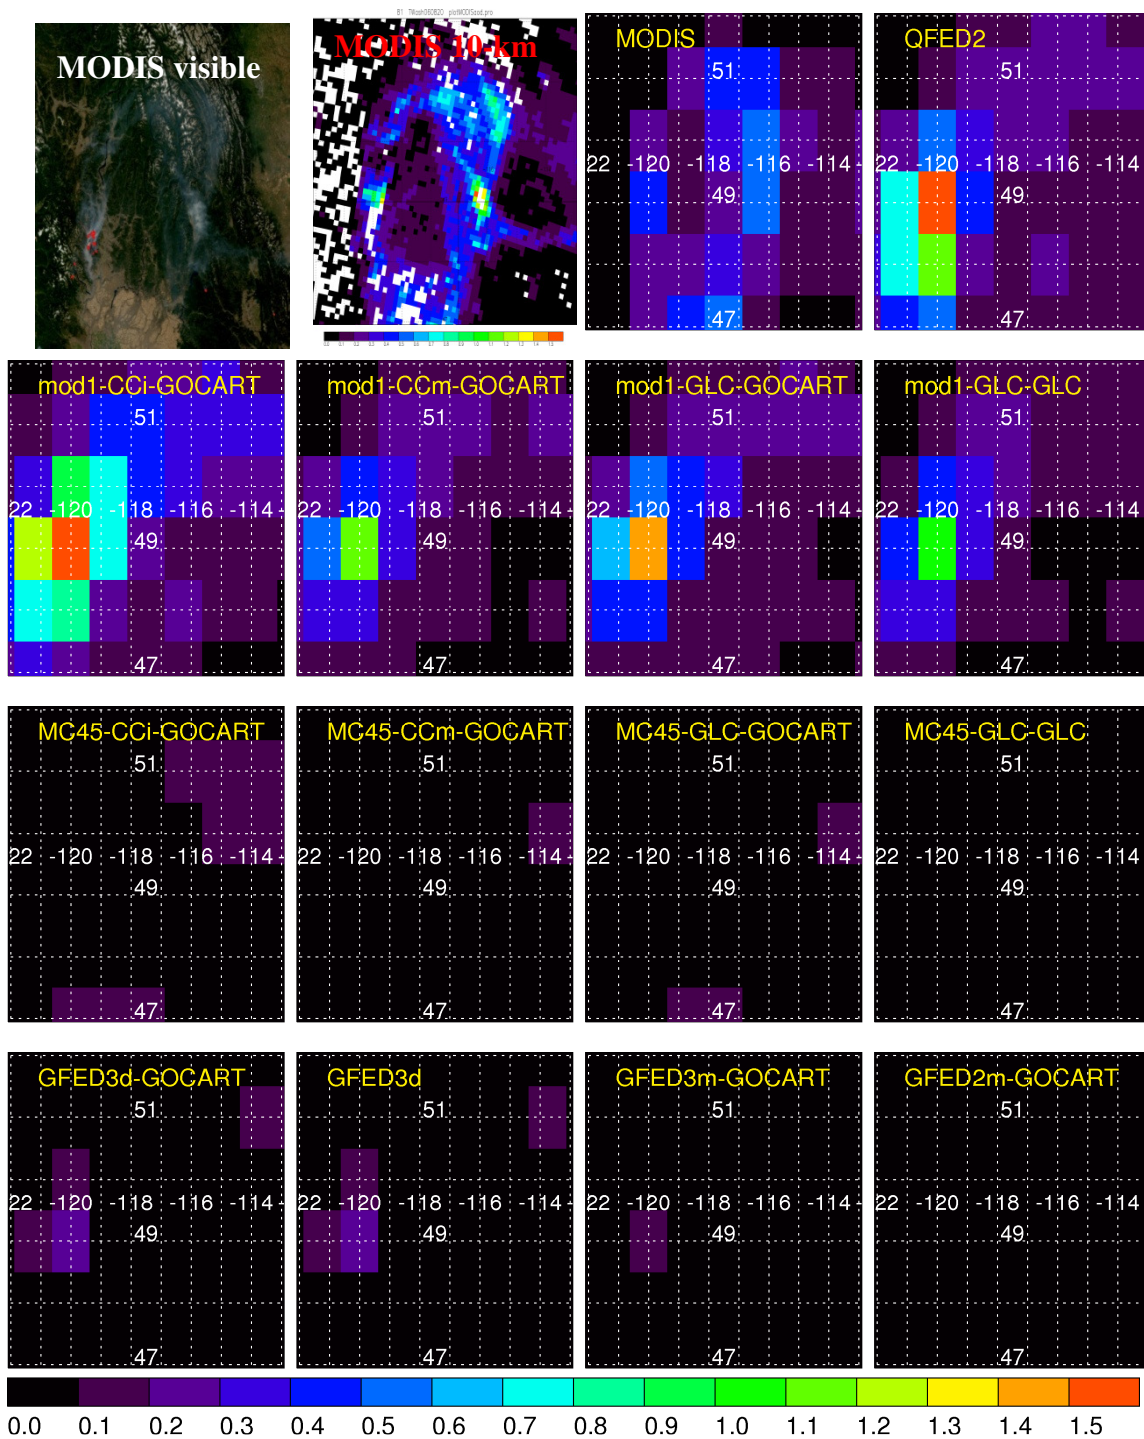 B1 TWash060820 plotMODISaod.pro
MODIS visible
MODIS 10-km
MODIS
51
22 -120 -118 -116 -114 -
49
47
QFED2
51
22 -120 -118 -116 -114
49
47
mod1-CCi-GOCART
51
22 -120 -118 -116 -114 -
49
47
mod1-CCm-GOCART
51
22 -120 -118 -116 -114 -
49
47
mod1-GLC-GOCART
51
22 -120 -118 -116 -114 -
49
47
mod1-GLC-GLC
51
22 -120 -118 -116 -114
49
47
MC45-CCi-GOCART
51
22 -120 -118 -116 -114 -
49
47
MC45-CCm-GOCART
51
22 -120 -118 -116 -114 -
49
47
MC45-GLC-GOCART
51
22 -120 -118 -116 -114 -
49
47
MC45-GLC-GLC
51
22 -120 -118 -116 -114
49
47
GFED3d-GOCART
51
22 -120 -118 -116 -114 -
49
47
GFED3d
51
22 -120 -118 -116 -114 -
49
47
GFED3m-GOCART
51
22 -120 -118 -116 -114 -
49
47
GFED2m-GOCART
51
22 -120 -118 -116 -114
49
47
0.0 0.1 0.2 0.3 0.4 0.5 0.6 0.7 0.8 0.9 1.0 1.1 1.2 1.3 1.4 1.5